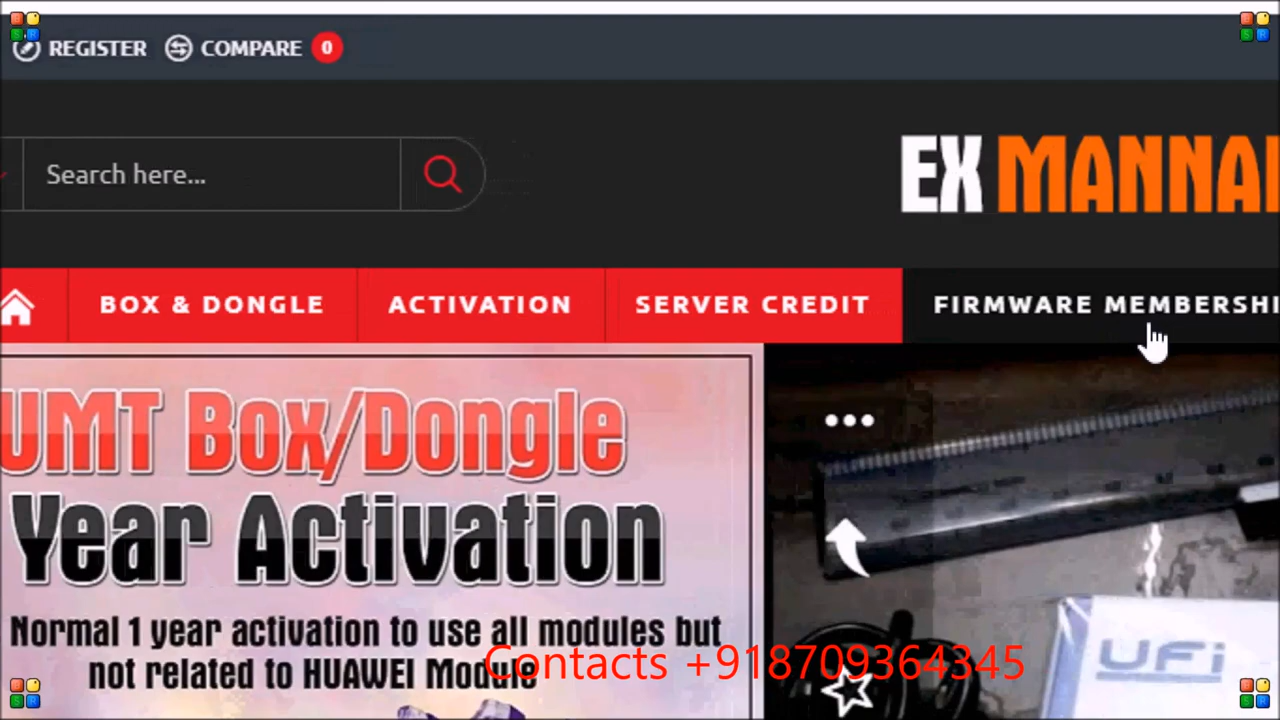 REGISTER COMPARE 0
Search here...
EX MANNA
BOX & DONGLE ACTIVATION SERVER CREDIT FIRMWARE MEMBERSHI
UMT Box/Dongle
Year Activation
Normal 1 year activation to use all modules but
not related to HUAWEI Module
UFi
Contacts +918709364345